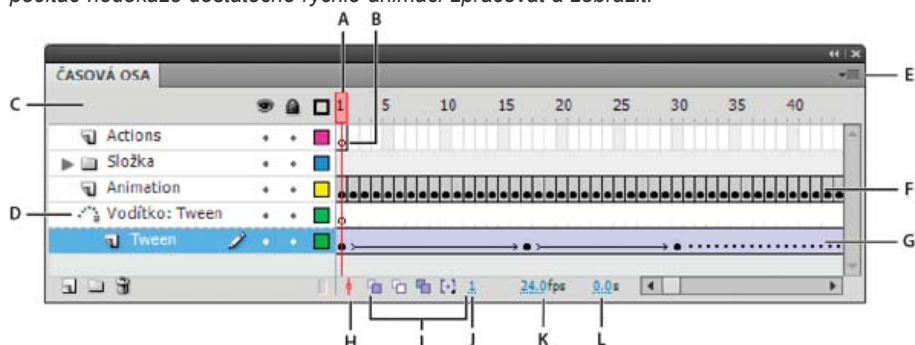 počítač nedokáže dostatečně rychle animaci zpracovat a zobrazit.
A B
ČASOVÁ OSA
E
C
1 5 10 15 20 25 30 35 40
Actions
B
Složka
Animation
F
D
Vodítko: Tween
Tween
G
1 24.0fps 0.0s
H I J K L